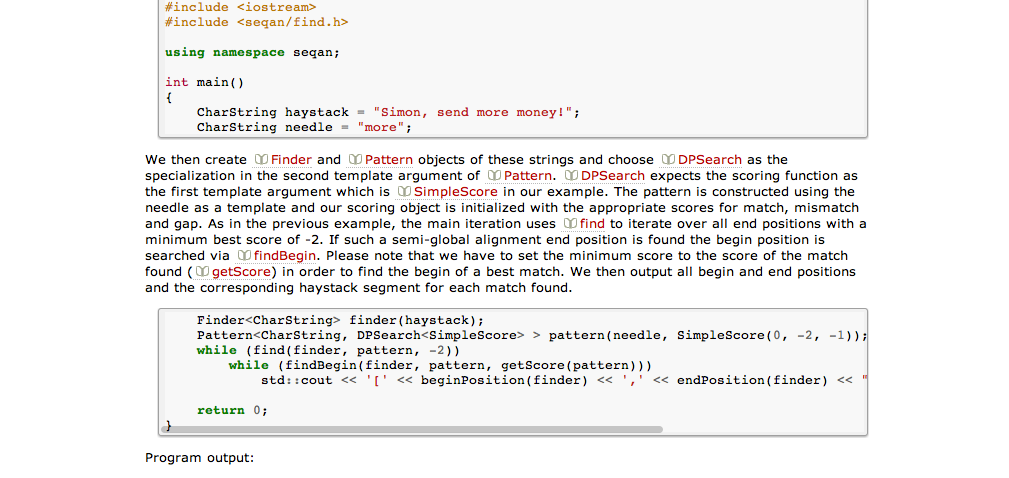 #include <iostream>
#include <seqan/find.h>
using namespace seqan;
int main()
{
CharString haystack = "Simon, send more money!";
CharString needle = "more";
We then create Finder and Pattern objects of these strings and choose DPSearch as the
specialization in the second template argument of Pattern. DPSearch expects the scoring function as
the first template argument which is SimpleScore in our example. The pattern is constructed using the
needle as a template and our scoring object is initialized with the appropriate scores for match, mismatch
and gap. As in the previous example, the main iteration uses find to iterate over all end positions with a
minimum best score of -2. If such a semi-global alignment end position is found the begin position is
searched via findBegin. Please note that we have to set the minimum score to the score of the match
found ( getScore) in order to find the begin of a best match. We then output all begin and end positions
and the corresponding haystack segment for each match found.
Finder<CharString> finder(haystack);
Pattern<CharString, DPSearch<SimpleScore> > pattern(needle, SimpleScore(0, -2, -1));
while (find(finder, pattern, -2))
while (findBegin(finder, pattern, getScore(pattern)))
std::cout << '[' << beginPosition(finder) << ',' << endPosition(finder) << "
return 0;
}
Program output: